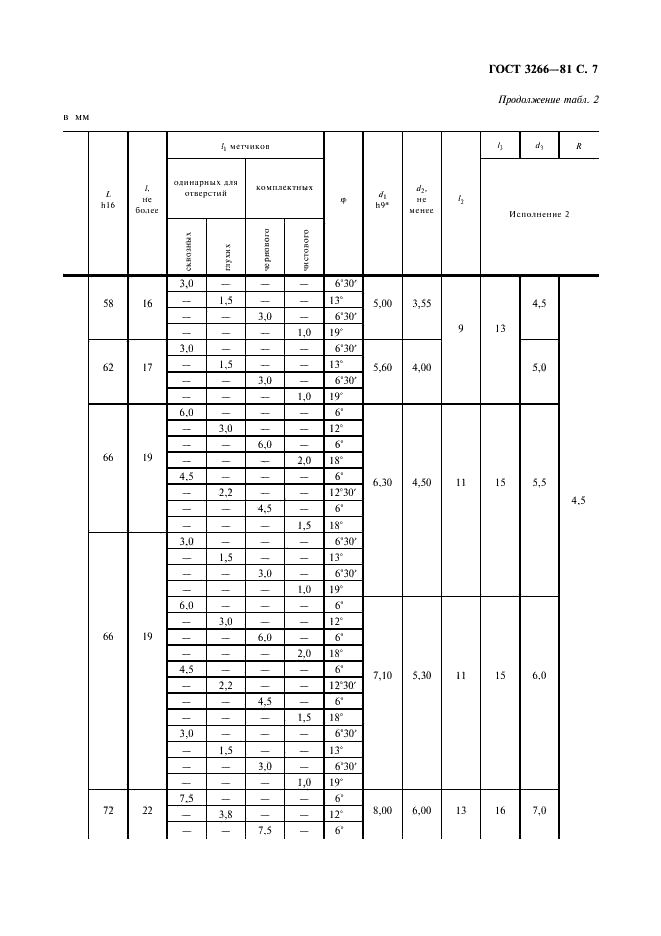 ГОСТ 3266—81 С. 7
Продолжение табл. 2
в мм
L h16 | l, не более | l₁ метчиков | φ | d₁ h9* | d₂, не менее | l₂ | l₃ | d₃ | R
одинарных для отверстий | комплектных | Исполнение 2
сквозных | глухих | чернового | чистового
58 | 16 | 3,0 | — | — | — | 6°30′ | 5,00 | 3,55 | 9 | 13 | 4,5 | 4,5
— | 1,5 | — | — | 13°
— | — | 3,0 | — | 6°30′
— | — | — | 1,0 | 19°
62 | 17 | 3,0 | — | — | — | 6°30′ | 5,60 | 4,00 | 5,0
— | 1,5 | — | — | 13°
— | — | 3,0 | — | 6°30′
— | — | — | 1,0 | 19°
66 | 19 | 6,0 | — | — | — | 6° | 6,30 | 4,50 | 11 | 15 | 5,5
— | 3,0 | — | — | 12°
— | — | 6,0 | — | 6°
— | — | — | 2,0 | 18°
4,5 | — | — | — | 6°
— | 2,2 | — | — | 12°30′
— | — | 4,5 | — | 6°
— | — | — | 1,5 | 18°
66 | 19 | 3,0 | — | — | — | 6°30′
— | 1,5 | — | — | 13°
— | — | 3,0 | — | 6°30′
— | — | — | 1,0 | 19°
6,0 | — | — | — | 6° | 7,10 | 5,30 | 11 | 15 | 6,0
— | 3,0 | — | — | 12°
— | — | 6,0 | — | 6°
— | — | — | 2,0 | 18°
4,5 | — | — | — | 6°
— | 2,2 | — | — | 12°30′
— | — | 4,5 | — | 6°
— | — | — | 1,5 | 18°
3,0 | — | — | — | 6°30′
— | 1,5 | — | — | 13°
— | — | 3,0 | — | 6°30′
— | — | — | 1,0 | 19°
72 | 22 | 7,5 | — | — | — | 6° | 8,00 | 6,00 | 13 | 16 | 7,0
— | 3,8 | — | — | 12°
— | — | 7,5 | — | 6°